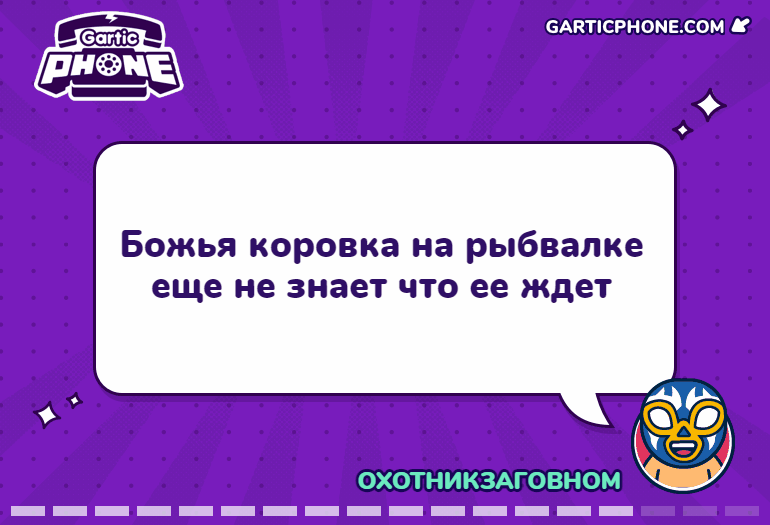 Gartic
PHONE
GARTICPHONE.COM
Божья коровка на рыбвалке
еще не знает что ее ждет
ОХОТНИКЗАГОВНОМ